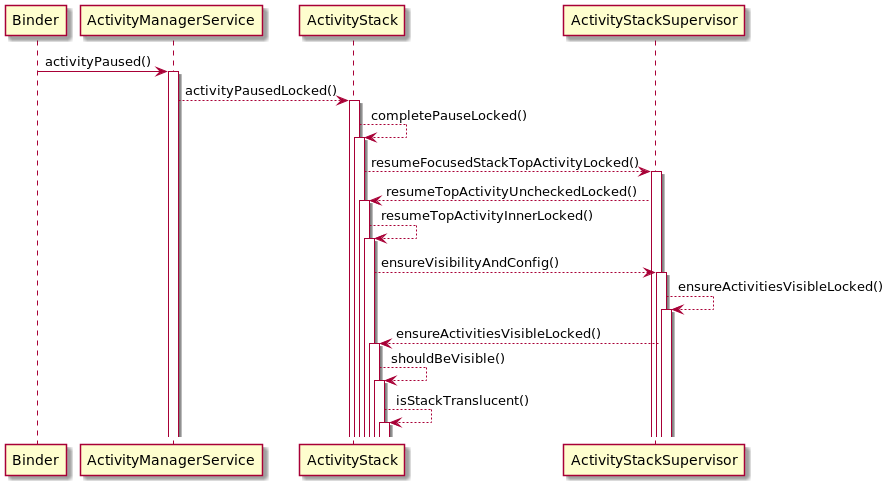 Binder ActivityManagerService ActivityStack ActivityStackSupervisor
activityPaused()
activityPausedLocked()
completePauseLocked()
resumeFocusedStackTopActivityLocked()
resumeTopActivityUncheckedLocked()
resumeTopActivityInnerLocked()
ensureVisibilityAndConfig()
ensureActivitiesVisibleLocked()
ensureActivitiesVisibleLocked()
shouldBeVisible()
isStackTranslucent()
Binder ActivityManagerService ActivityStack ActivityStackSupervisor